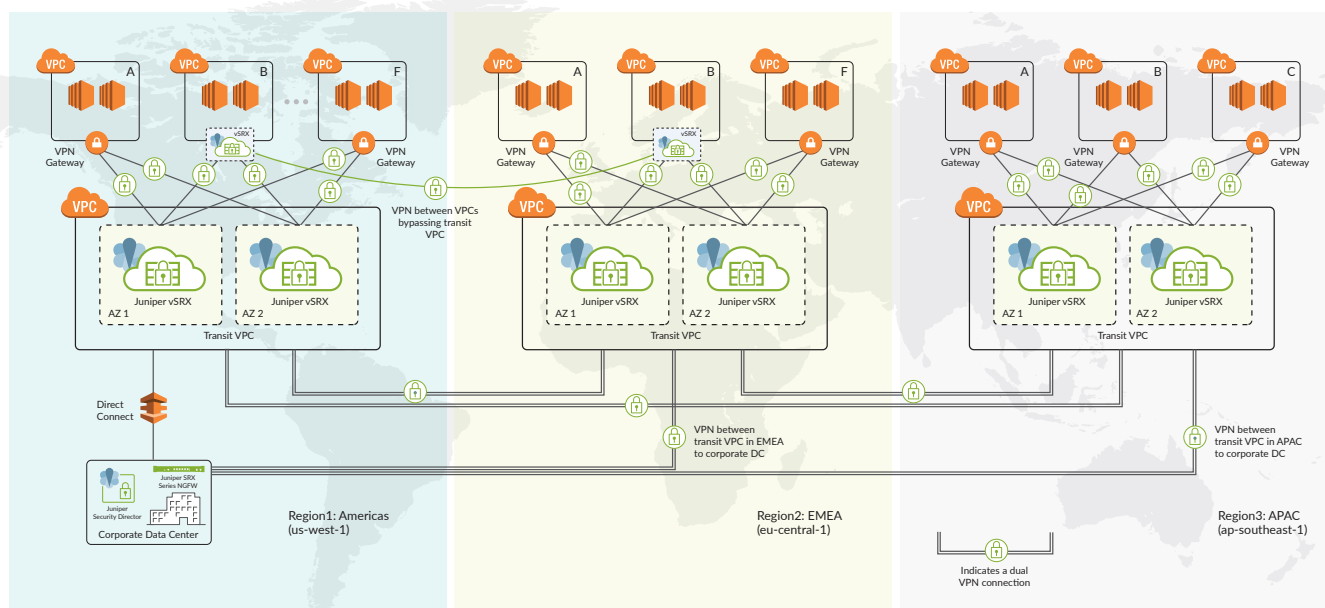 VPC
A
VPC
B
VPC
F
VPC
A
VPC
B
VPC
F
VPC
A
VPC
B
VPC
C
vSRX
vSRX
VPN
Gateway
VPN
Gateway
VPN
Gateway
VPN
Gateway
VPN
Gateway
VPN
Gateway
VPN
Gateway
VPN between VPCs
bypassing transit
VPC
VPC
Juniper vSRX
AZ 1
Juniper vSRX
AZ 2
Transit VPC
VPC
Juniper vSRX
AZ 1
Juniper vSRX
AZ 2
Transit VPC
VPC
Juniper vSRX
AZ 1
Juniper vSRX
AZ 2
Transit VPC
Direct
Connect
VPN between
transit VPC in EMEA
to corporate DC
VPN between
transit VPC in APAC
to corporate DC
Juniper SRX
Series NGFW
Juniper
Security Director
Corporate Data Center
Region1: Americas
(us-west-1)
Region2: EMEA
(eu-central-1)
Region3: APAC
(ap-southeast-1)
Indicates a dual
VPN connection